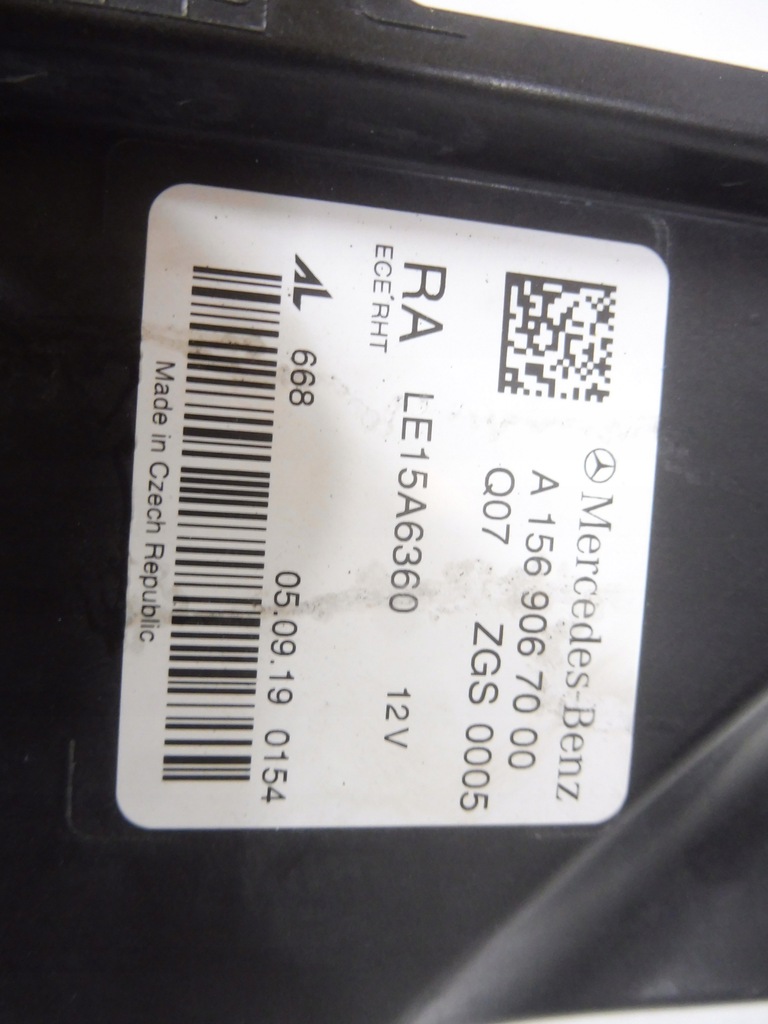 Mercedes-Benz
A 156 906 70 00
Q07 ZGS 0005
RA LE15A6360 12V
ECE RHT
AL 668 05.09.19 0154
Made in Czech Republic